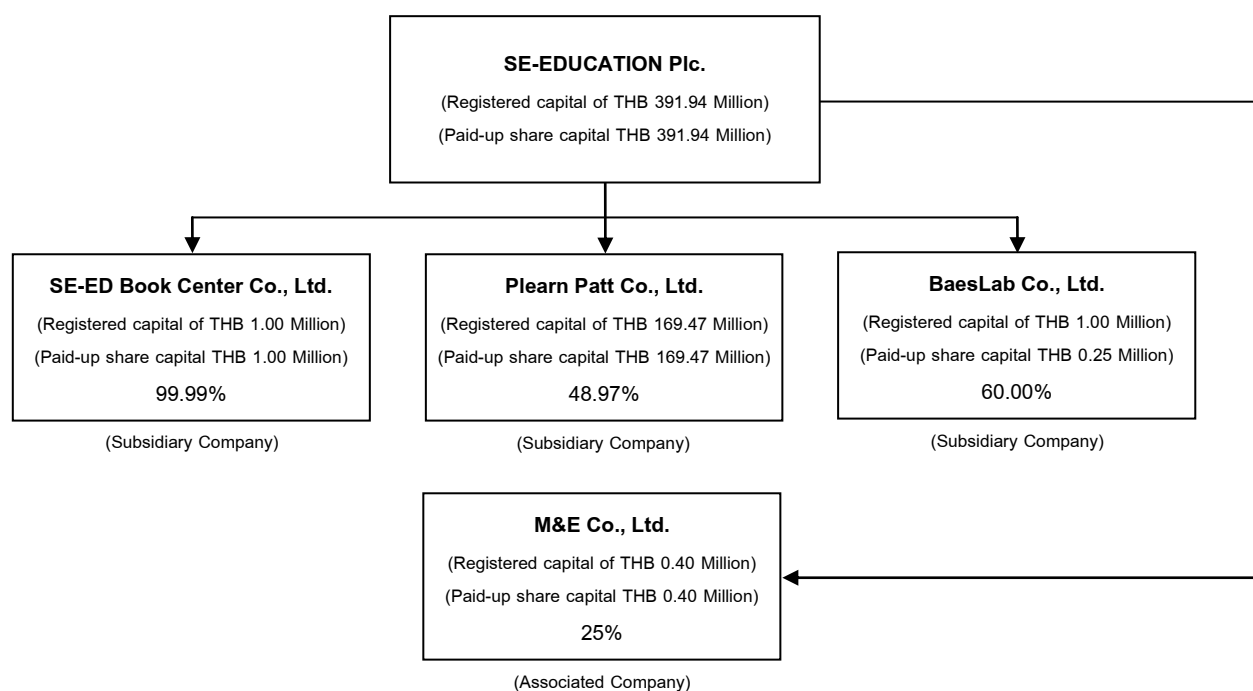 SE-EDUCATION Plc.
(Registered capital of THB 391.94 Million)
(Paid-up share capital THB 391.94 Million)
SE-ED Book Center Co., Ltd.
(Registered capital of THB 1.00 Million)
(Paid-up share capital THB 1.00 Million)
99.99%
(Subsidiary Company)
Plearn Patt Co., Ltd.
(Registered capital of THB 169.47 Million)
(Paid-up share capital THB 169.47 Million)
48.97%
(Subsidiary Company)
BaesLab Co., Ltd.
(Registered capital of THB 1.00 Million)
(Paid-up share capital THB 0.25 Million)
60.00%
(Subsidiary Company)
M&E Co., Ltd.
(Registered capital of THB 0.40 Million)
(Paid-up share capital THB 0.40 Million)
25%
(Associated Company)